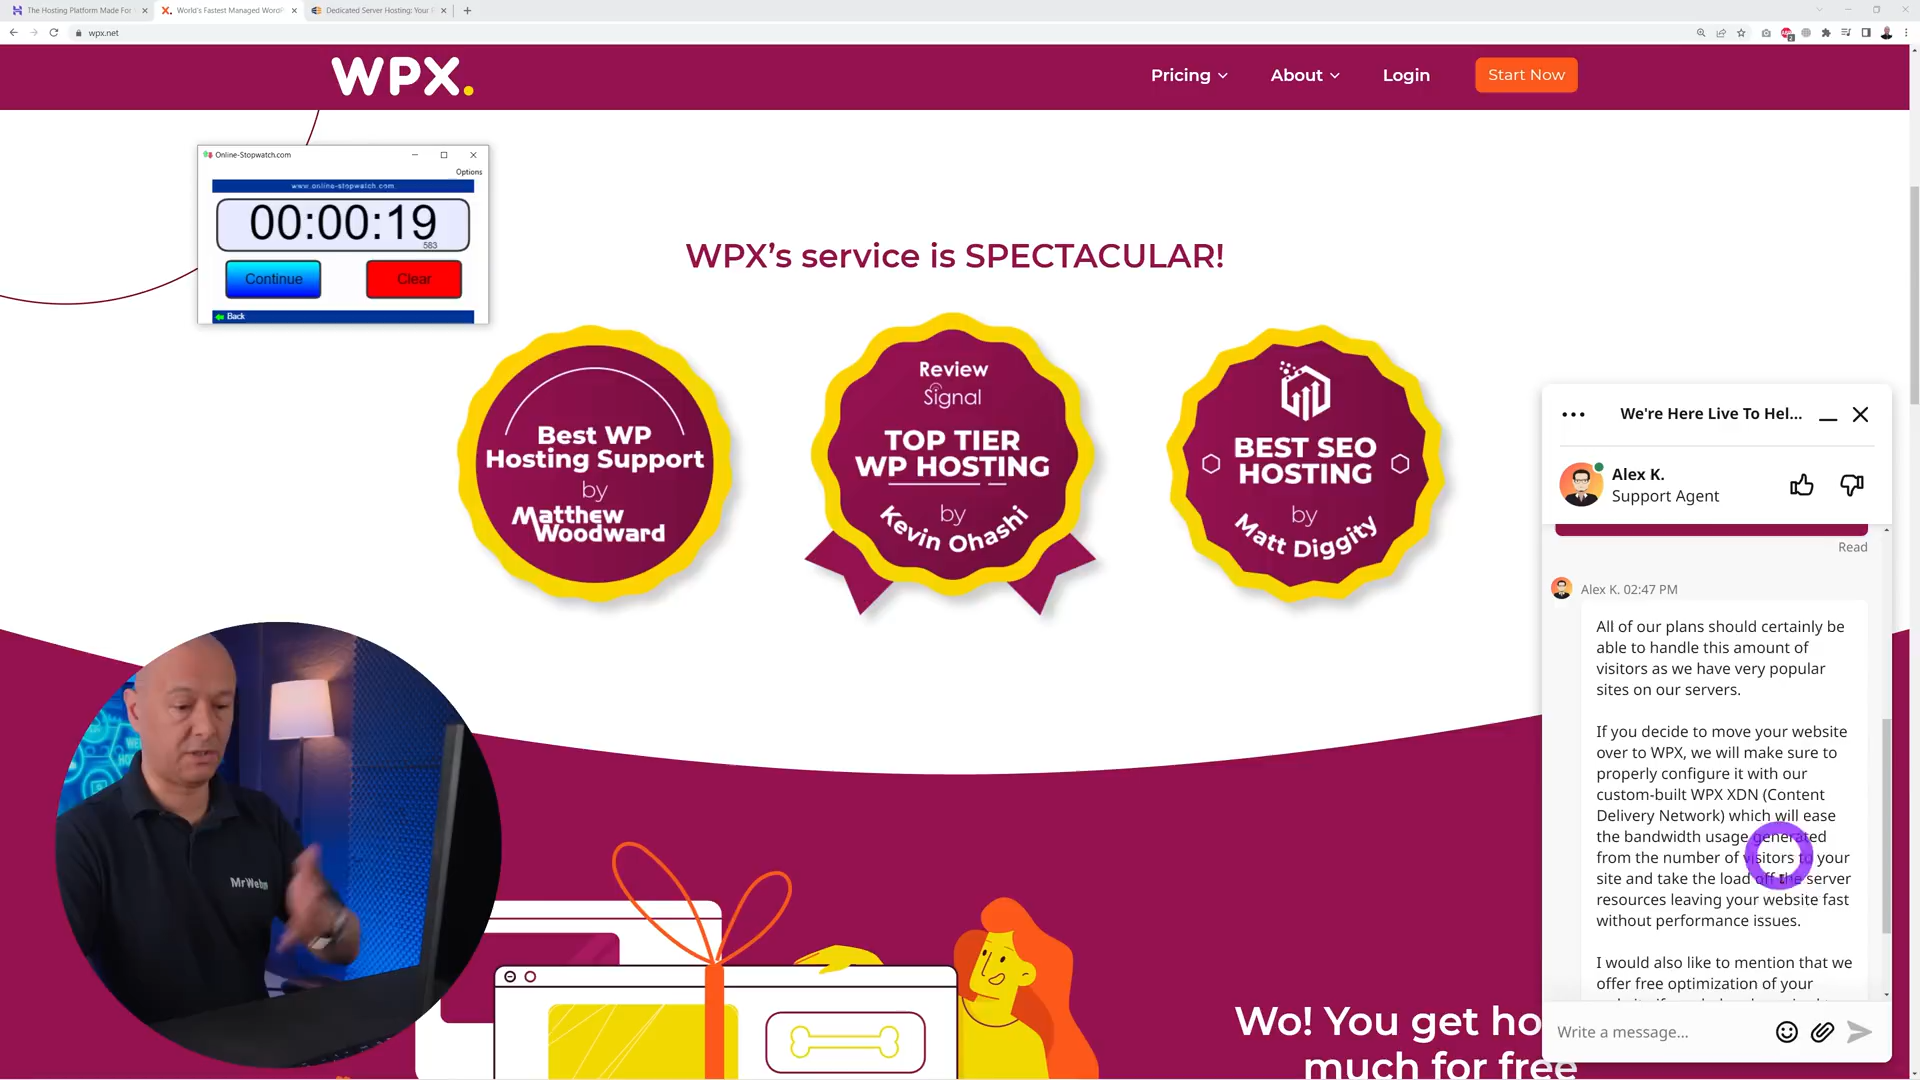 The Hosting Platform Made For
World's Fastest Managed WordP
Dedicated Server Hosting: Your
wpx.net
WPX.
Pricing
About
Login
Start Now
Online-Stopwatch.com
Options
www.online-stopwatch.com
00:00:19
583
Continue
Clear
Back
WPX's service is SPECTACULAR!
Best WP
Hosting Support
by
Matthew
Woodward
Review
Signal
TOP TIER
WP HOSTING
by
Kevin Ohashi
BEST SEO
HOSTING
by
Matt Diggity
We're Here Live To Hel...
Alex K.
Support Agent
Read
Alex K. 02:47 PM
All of our plans should certainly be
able to handle this amount of
visitors as we have very popular
sites on our servers.
If you decide to move your website
over to WPX, we will make sure to
properly configure it with our
custom-built WPX XDN (Content
Delivery Network) which will ease
the bandwidth usage generated
from the number of visitors to your
site and take the load off the server
resources leaving your website fast
without performance issues.
I would also like to mention that we
offer free optimization of your
Write a message...
MrWeb
Wo! You get ho
much for free